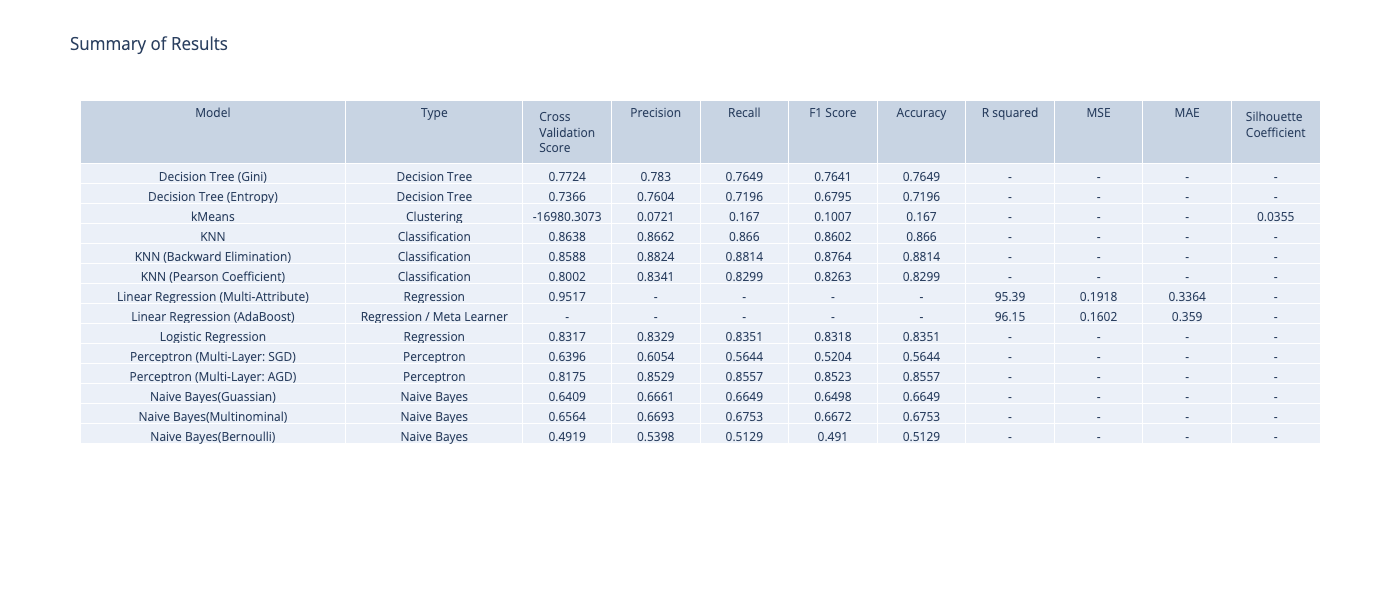 Summary of Results
Model Type Cross Validation Score Precision Recall F1 Score Accuracy R squared MSE MAE Silhouette Coefficient
Decision Tree (Gini) Decision Tree 0.7724 0.783 0.7649 0.7641 0.7649 - - - -
Decision Tree (Entropy) Decision Tree 0.7366 0.7604 0.7196 0.6795 0.7196 - - - -
kMeans Clustering -16980.3073 0.0721 0.167 0.1007 0.167 - - - 0.0355
KNN Classification 0.8638 0.8662 0.866 0.8602 0.866 - - - -
KNN (Backward Elimination) Classification 0.8588 0.8824 0.8814 0.8764 0.8814 - - - -
KNN (Pearson Coefficient) Classification 0.8002 0.8341 0.8299 0.8263 0.8299 - - - -
Linear Regression (Multi-Attribute) Regression 0.9517 - - - - 95.39 0.1918 0.3364 -
Linear Regression (AdaBoost) Regression / Meta Learner - - - - - 96.15 0.1602 0.359 -
Logistic Regression Regression 0.8317 0.8329 0.8351 0.8318 0.8351 - - - -
Perceptron (Multi-Layer: SGD) Perceptron 0.6396 0.6054 0.5644 0.5204 0.5644 - - - -
Perceptron (Multi-Layer: AGD) Perceptron 0.8175 0.8529 0.8557 0.8523 0.8557 - - - -
Naive Bayes(Guassian) Naive Bayes 0.6409 0.6661 0.6649 0.6498 0.6649 - - - -
Naive Bayes(Multinominal) Naive Bayes 0.6564 0.6693 0.6753 0.6672 0.6753 - - - -
Naive Bayes(Bernoulli) Naive Bayes 0.4919 0.5398 0.5129 0.491 0.5129 - - - -